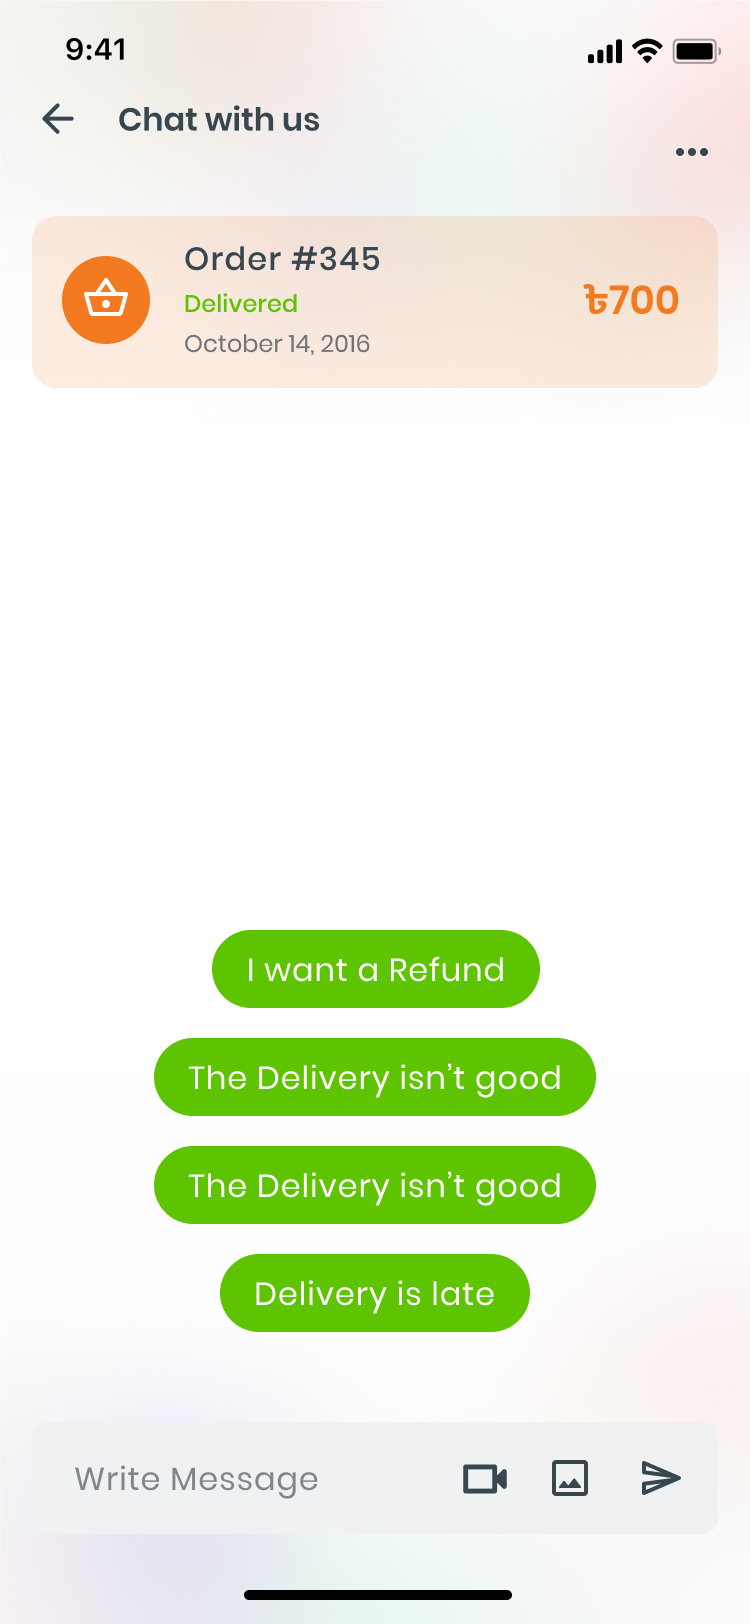 9:41
Chat with us
Order #345
Delivered
৳700
October 14, 2016
I want a Refund
The Delivery isn’t good
The Delivery isn’t good
Delivery is late
Write Message